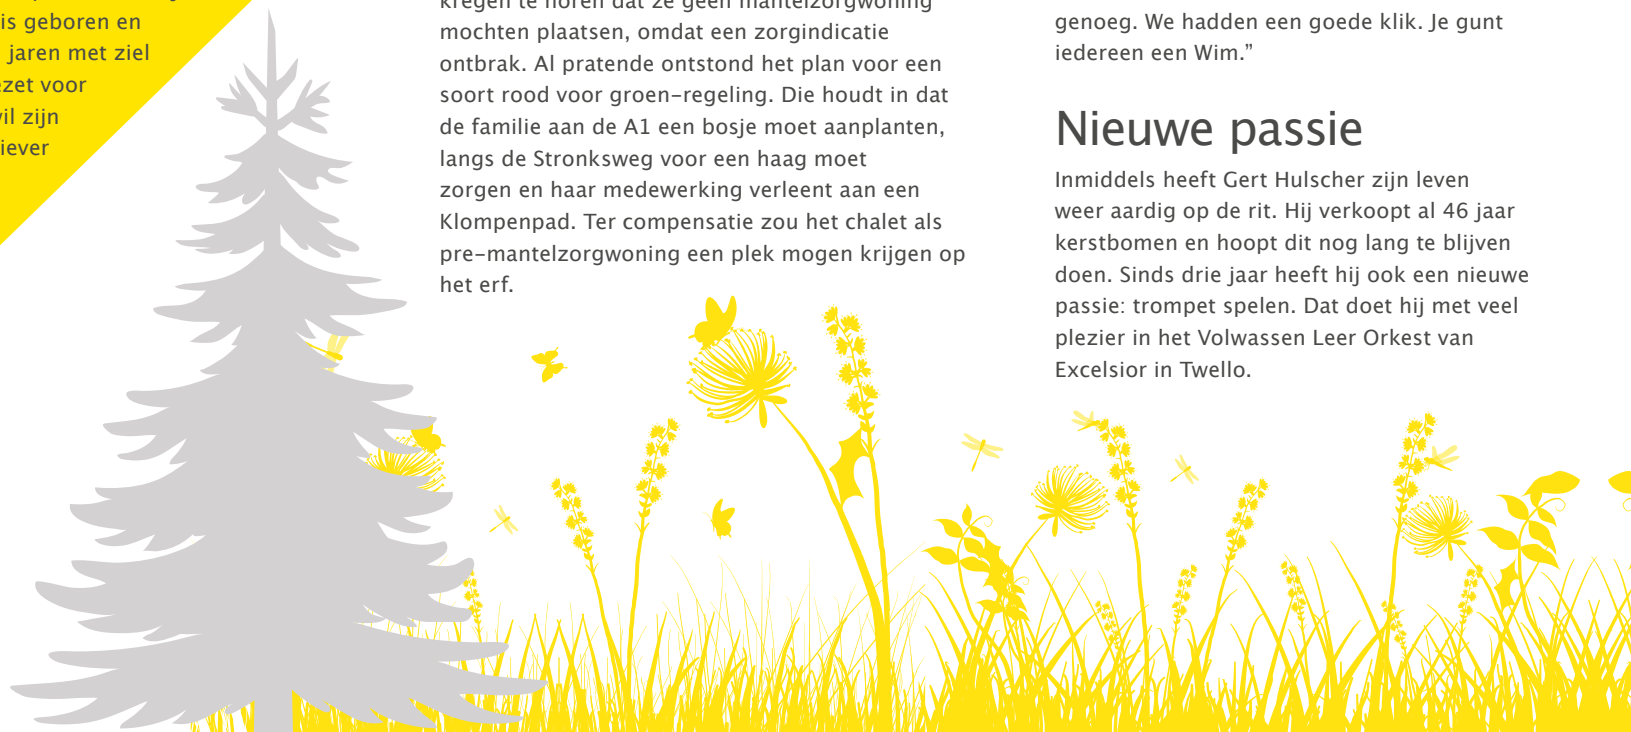 is geboren en
jaren met ziel
voor
zijn
kregen te horen dat ze geen mantelzorgwoning
mochten plaatsen, omdat een zorgindicatie
ontbrak. Al pratende ontstond het plan voor een
soort rood voor groen-regeling. Die houdt in dat
de familie aan de A1 een bosje moet aanplanten,
langs de Stronksweg voor een haag moet
zorgen en haar medewerking verleent aan een
Klompenpad. Ter compensatie zou het chalet als
pre-mantelzorgwoning een plek mogen krijgen op
het erf.
genoeg. We hadden een goede klik. Je gunt
iedereen een Wim.”
Nieuwe passie
Inmiddels heeft Gert Hulscher zijn leven
weer aardig op de rit. Hij verkoopt al 46 jaar
kerstbomen en hoopt dit nog lang te blijven
doen. Sinds drie jaar heeft hij ook een nieuwe
passie: trompet spelen. Dat doet hij met veel
plezier in het Volwassen Leer Orkest van
Excelsior in Twello.